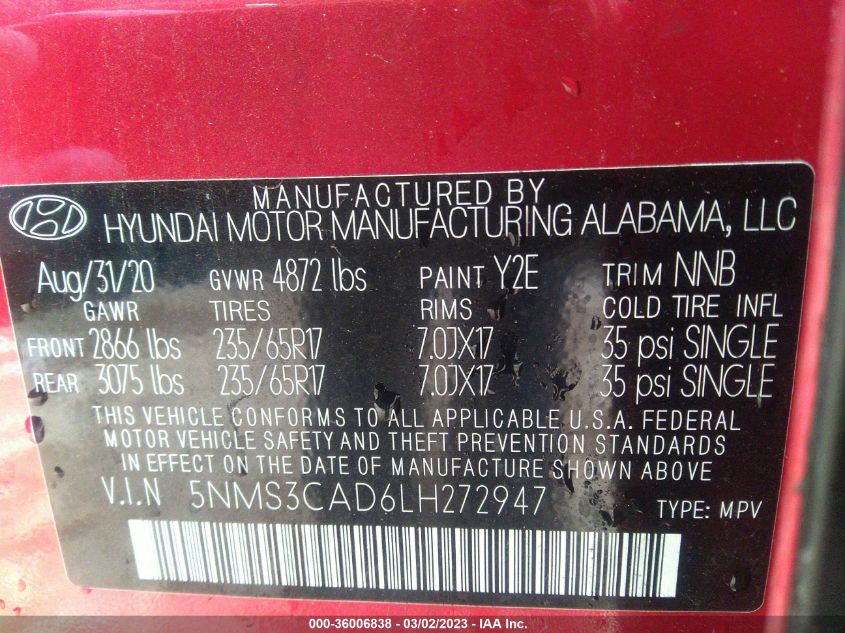 MANUFACTURED BY
HYUNDAI MOTOR MANUFACTURING ALABAMA, LLC
Aug/31/20 GVWR 4872 lbs PAINT Y2E TRIM NNB
GAWR TIRES RIMS COLD TIRE INFL
FRONT 2866 lbs 235/65R17 7.0JX17 35 psi SINGLE
REAR 3075 lbs 235/65R17 7.0JX17 35 psi SINGLE
THIS VEHICLE CONFORMS TO ALL APPLICABLE U.S.A. FEDERAL
MOTOR VEHICLE SAFETY AND THEFT PREVENTION STANDARDS
IN EFFECT ON THE DATE OF MANUFACTURE SHOWN ABOVE.
V.I.N 5NMS3CAD6LH272947 TYPE: MPV
000-36006838 - 03/02/2023 - IAA Inc.